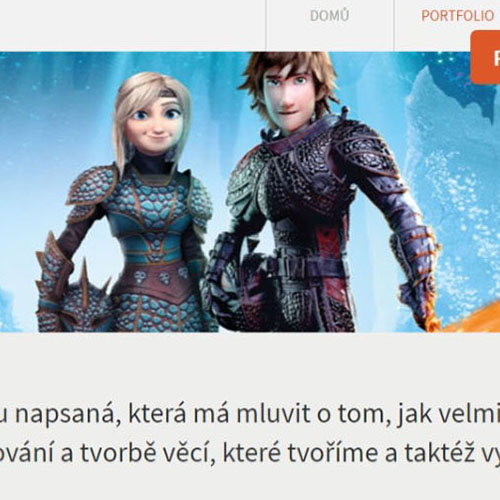 DOMŮ
PORTFOLIO
u napsaná, která má mluvit o tom, jak velmi
ování a tvorbě věcí, které tvoříme a taktéž vy